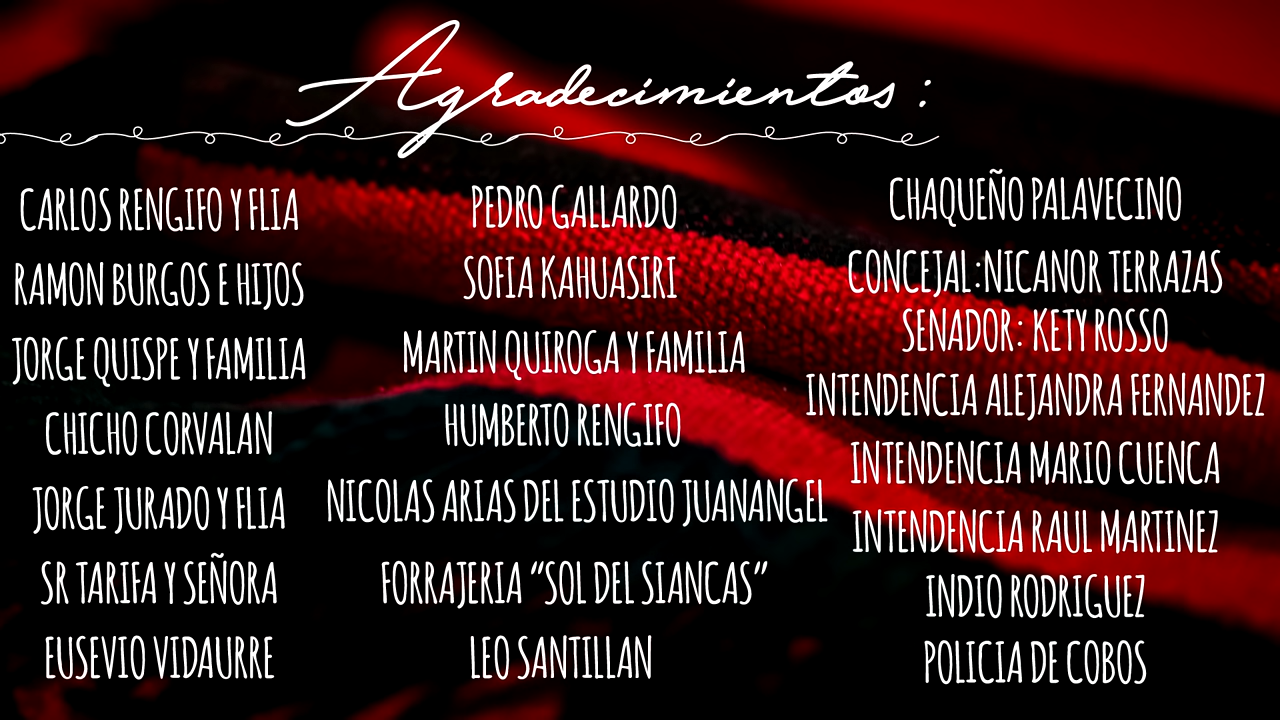 Agradecimientos :
CARLOS RENGIFO Y FLIA
RAMON BURGOS E HIJOS
JORGE QUISPE Y FAMILIA
CHICHO CORVALAN
JORGE JURADO Y FLIA
SR TARIFA Y SEÑORA
EUSEVIO VIDAURRE
PEDRO GALLARDO
SOFIA KAHUASIRI
MARTIN QUIROGA Y FAMILIA
HUMBERTO RENGIFO
NICOLAS ARIAS DEL ESTUDIO JUANANGEL
FORRAJERIA “SOL DEL SIANCAS”
LEO SANTILLAN
CHAQUEÑO PALAVECINO
CONCEJAL:NICANOR TERRAZAS
SENADOR: KETY ROSSO
INTENDENCIA ALEJANDRA FERNANDEZ
INTENDENCIA MARIO CUENCA
INTENDENCIA RAUL MARTINEZ
INDIO RODRIGUEZ
POLICIA DE COBOS